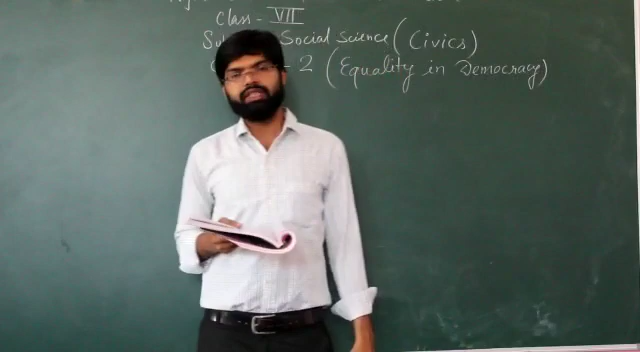 Class - VII
Social Science (Civics)
2 (Equality in Democracy)